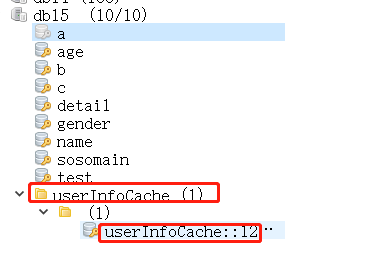 db15 (10/10)
a
age
b
c
detail
gender
name
sosomain
test
userInfoCache (1)
(1)
userInfoCache::12